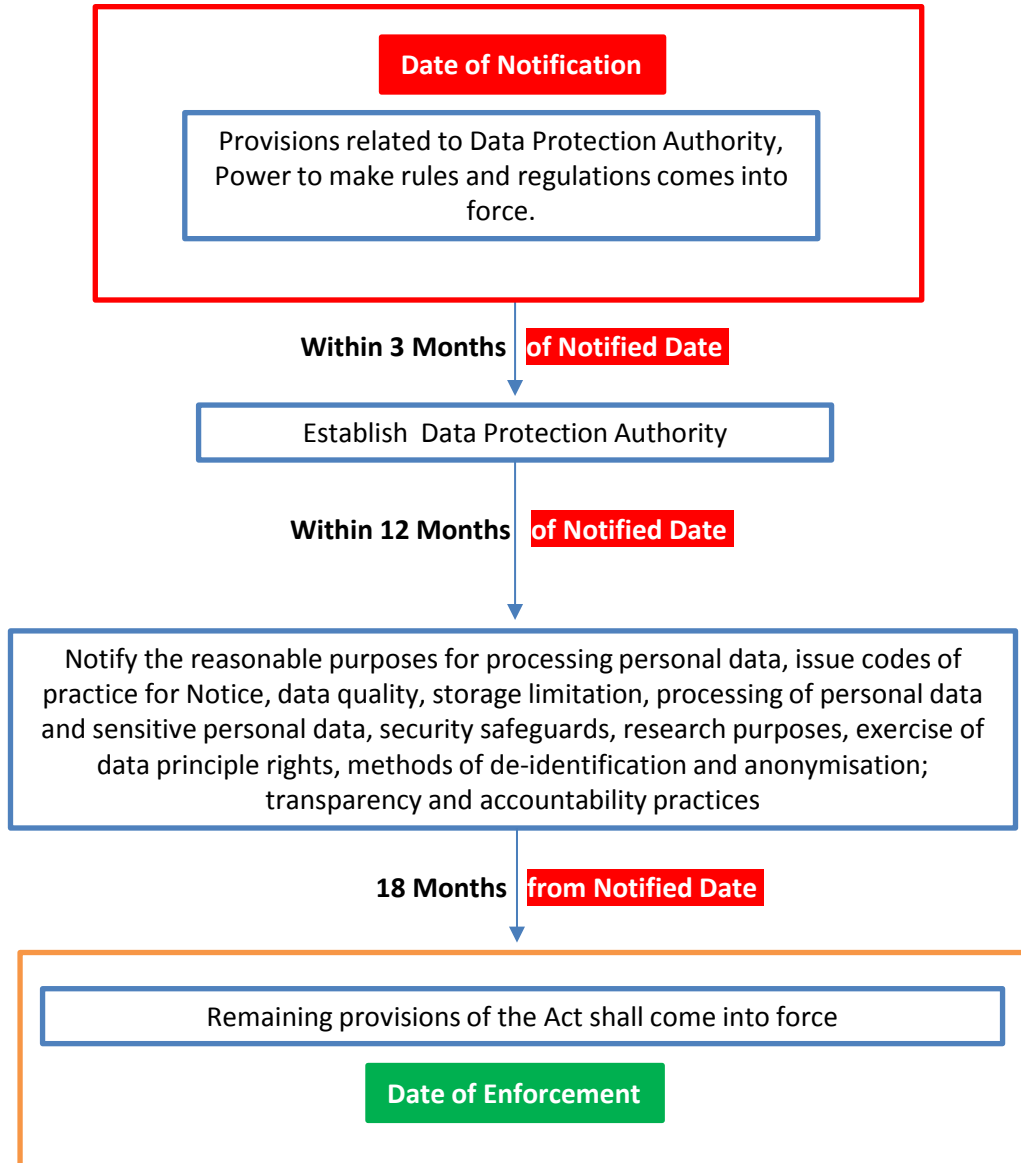 Date of Notification
Provisions related to Data Protection Authority,
Power to make rules and regulations comes into
force.
Within 3 Months of Notified Date
Establish Data Protection Authority
Within 12 Months of Notified Date
Notify the reasonable purposes for processing personal data, issue codes of
practice for Notice, data quality, storage limitation, processing of personal data
and sensitive personal data, security safeguards, research purposes, exercise of
data principle rights, methods of de-identification and anonymisation;
transparency and accountability practices
18 Months from Notified Date
Remaining provisions of the Act shall come into force
Date of Enforcement